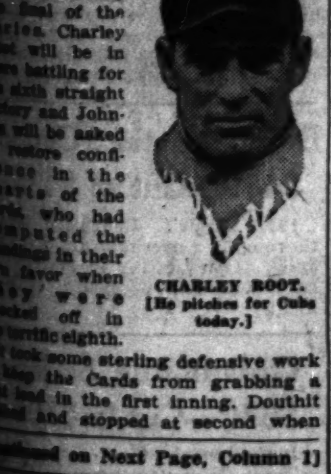 final of the
Charley
will be in
battling for
sixth straight
and John-
will be asked
restore confi-
in the
of the
who had
the
in their
favor when
were
off in
terrific eighth.
CHARLEY ROOT.
[He pitches for Cubs
today.]
took some sterling defensive work
keep the Cards from grabbing a
lead in the first inning. Douthit
and stopped at second when
on Next Page, Column 1]